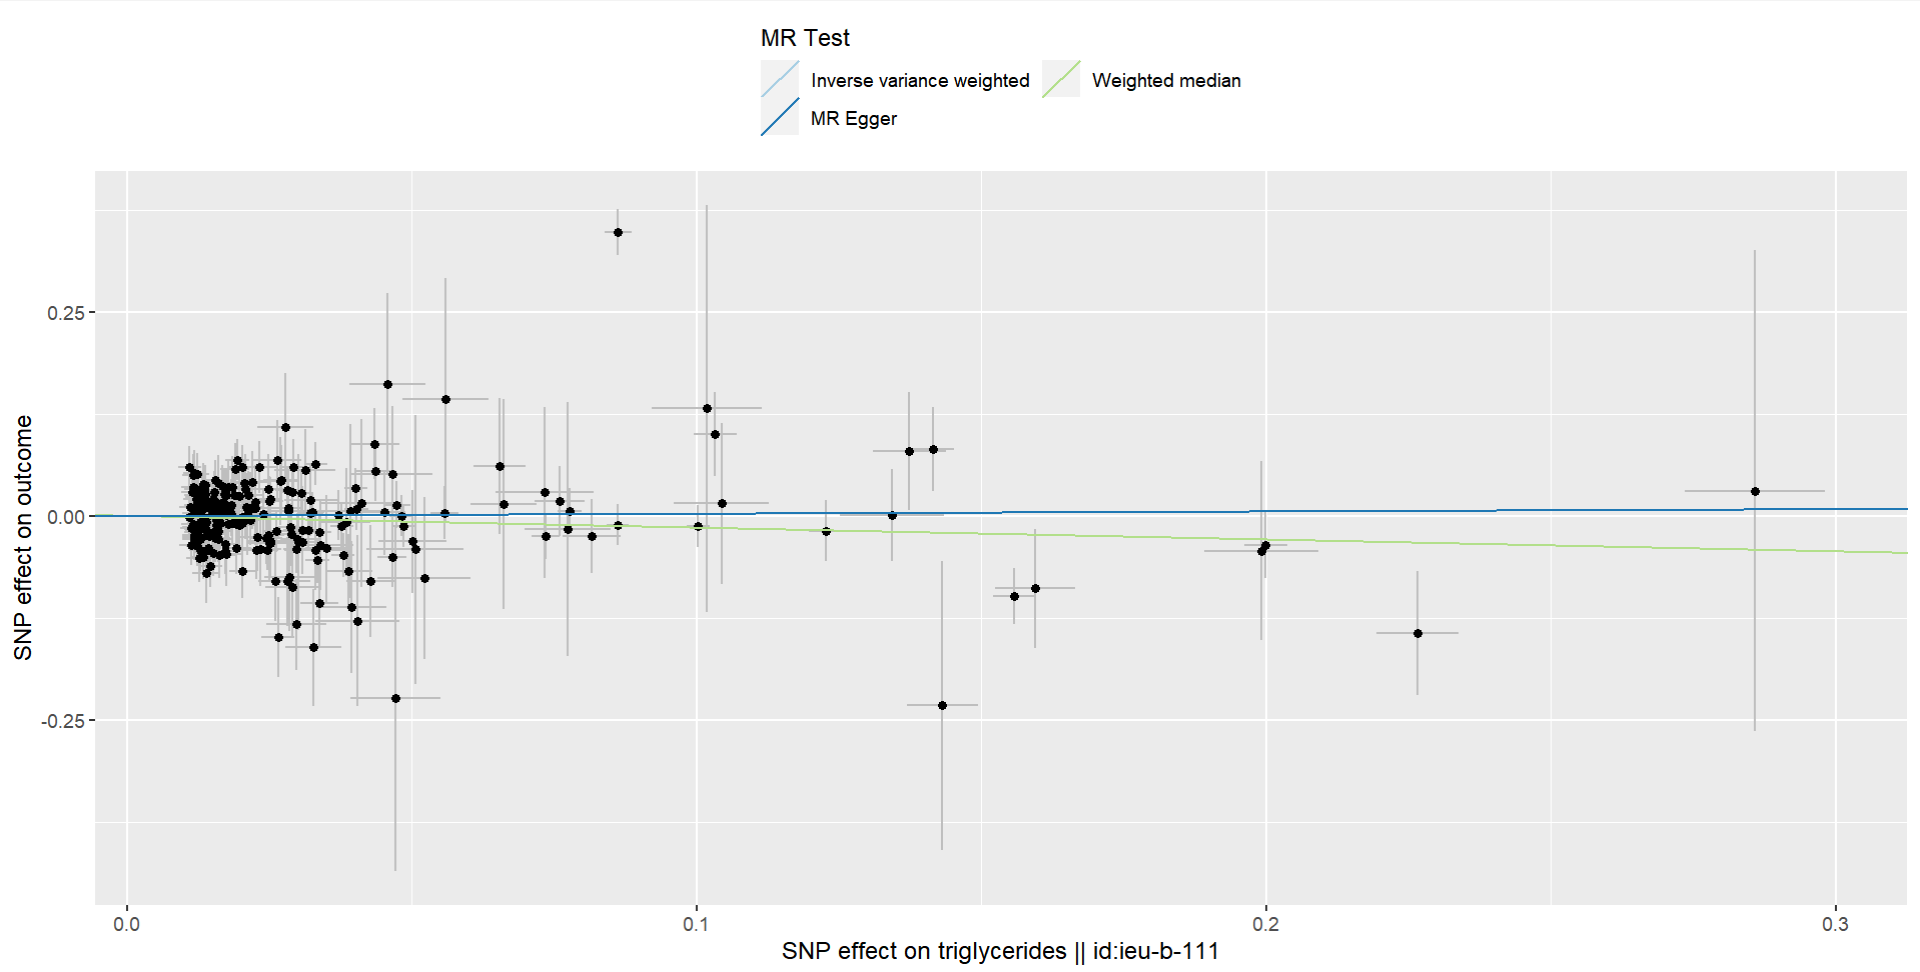 MR Test
Inverse variance weighted
Weighted median
MR Egger
SNP effect on outcome
0.25
0.00
-0.25
0.0
0.1
0.2
0.3
SNP effect on triglycerides || id:ieu-b-111